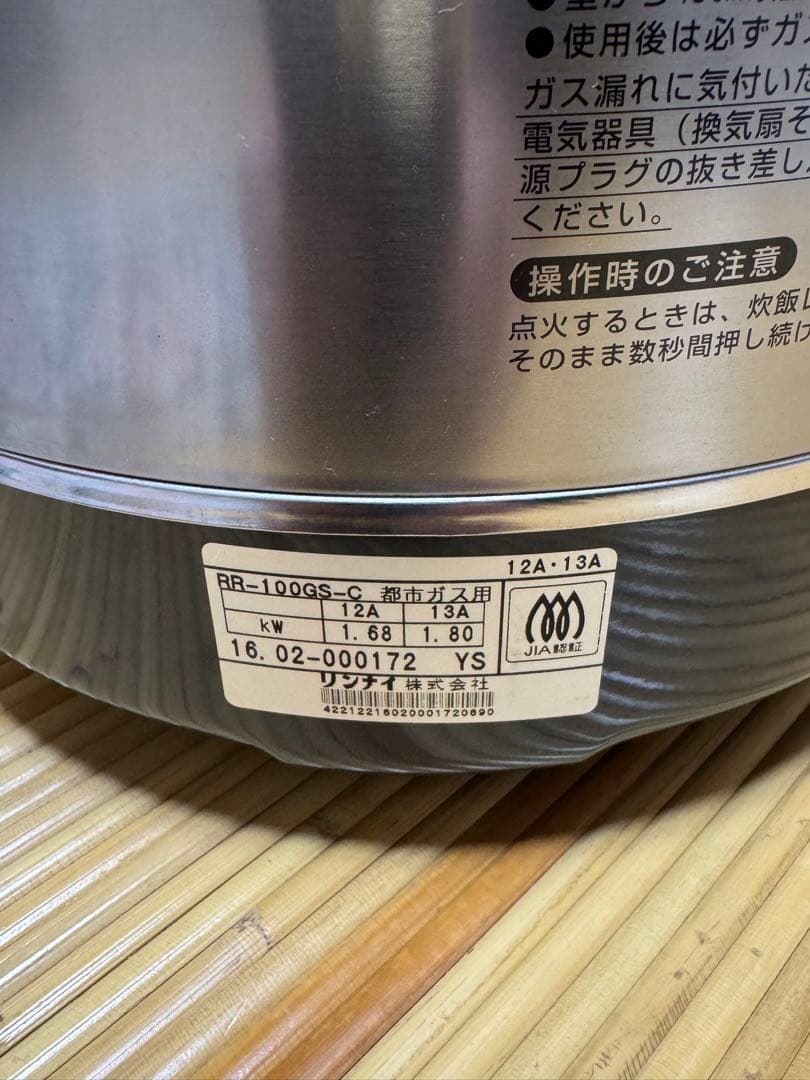 ●使用後は必ずガス
ガス漏れに気付いた
電気器具（換気扇そ
源プラグの抜き差し
ください。
操作時のご注意
点火するときは、炊飯
そのまま数秒間押し続け
12A・13A
RR-100GS-C 都市ガス用
12A 13A
kW 1.68 1.80
16.02-000172 YS
JIA認証
リンナイ株式会社
422122160200001720690